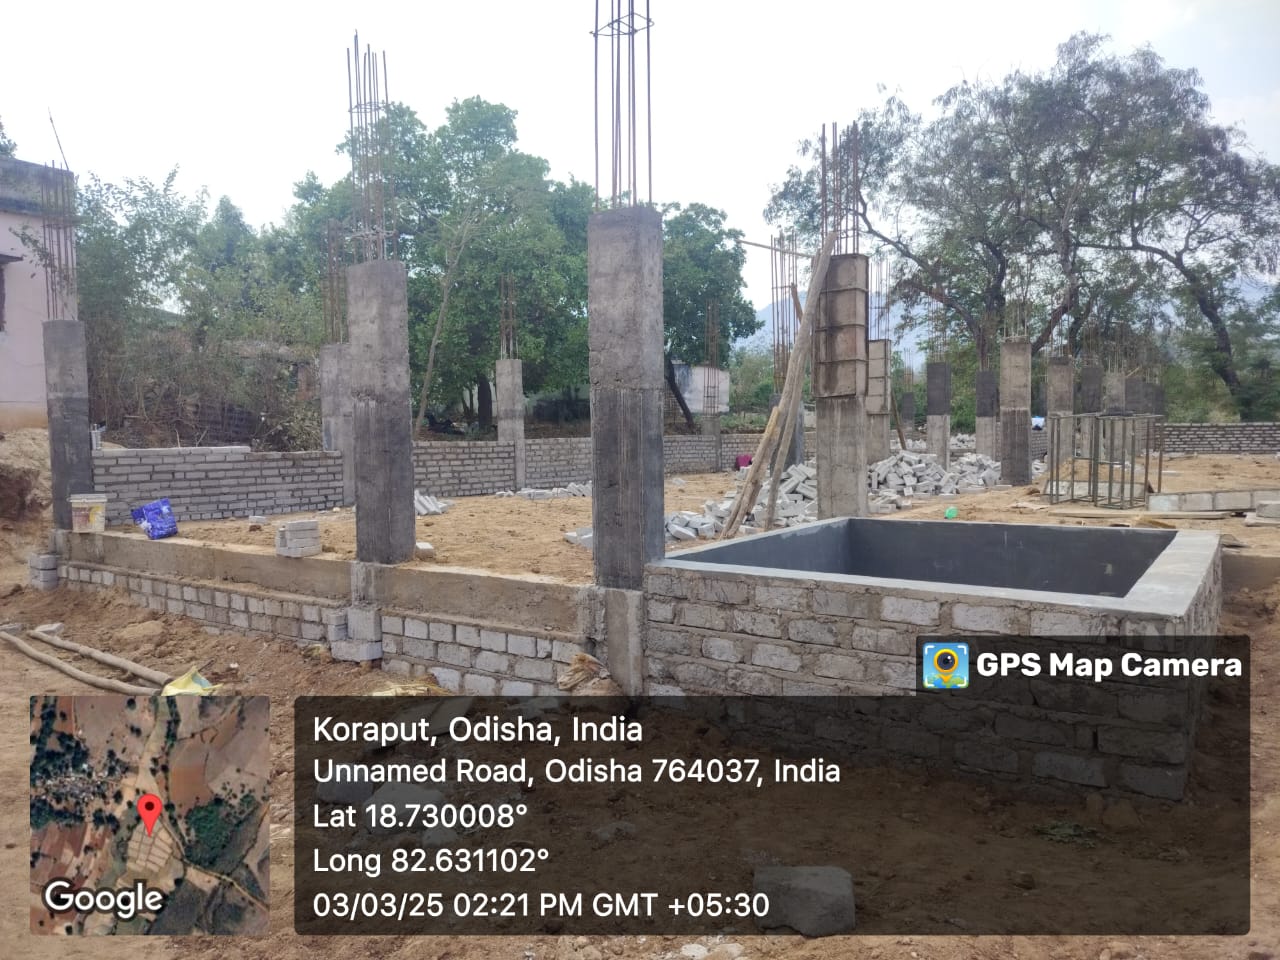 GPS Map Camera
Koraput, Odisha, India
Unnamed Road, Odisha 764037, India
Lat 18.730008°
Long 82.631102°
03/03/25 02:21 PM GMT +05:30
Google